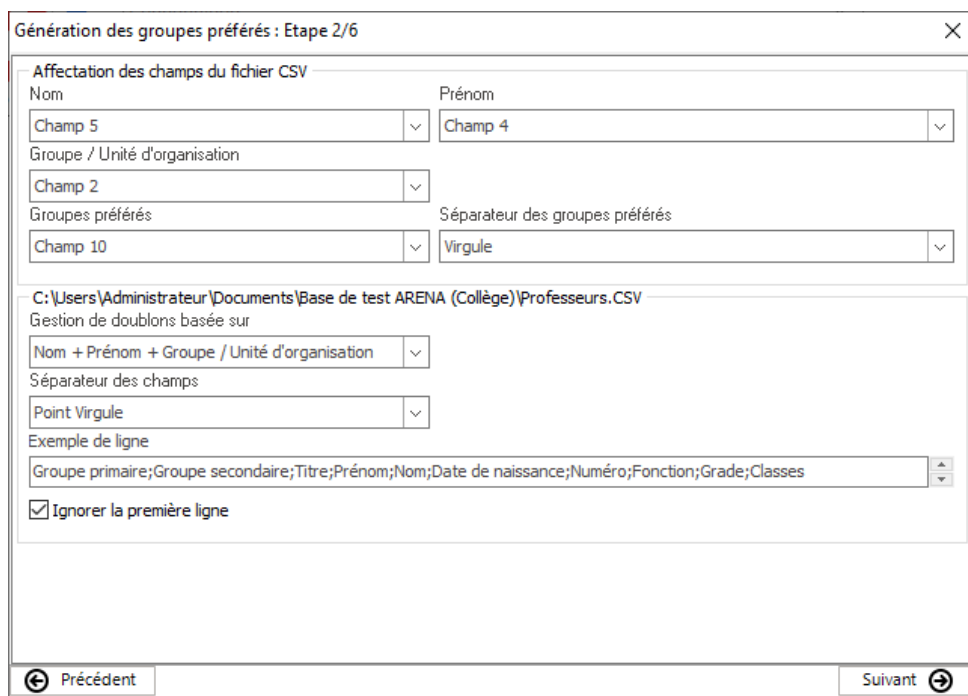 Génération des groupes préférés : Etape 2/6
Affectation des champs du fichier CSV
Nom Prénom
Champ 5 Champ 4
Groupe / Unité d'organisation
Champ 2
Groupes préférés Séparateur des groupes préférés
Champ 10 Virgule
C:\Users\Administrateur\Documents\Base de test ARENA (Collège)\Professeurs.CSV
Gestion de doublons basée sur
Nom + Prénom + Groupe / Unité d'organisation
Séparateur des champs
Point Virgule
Exemple de ligne
Groupe primaire;Groupe secondaire;Titre;Prénom;Nom;Date de naissance;Numéro;Fonction;Grade;Classes
Ignorer la première ligne
Précédent Suivant